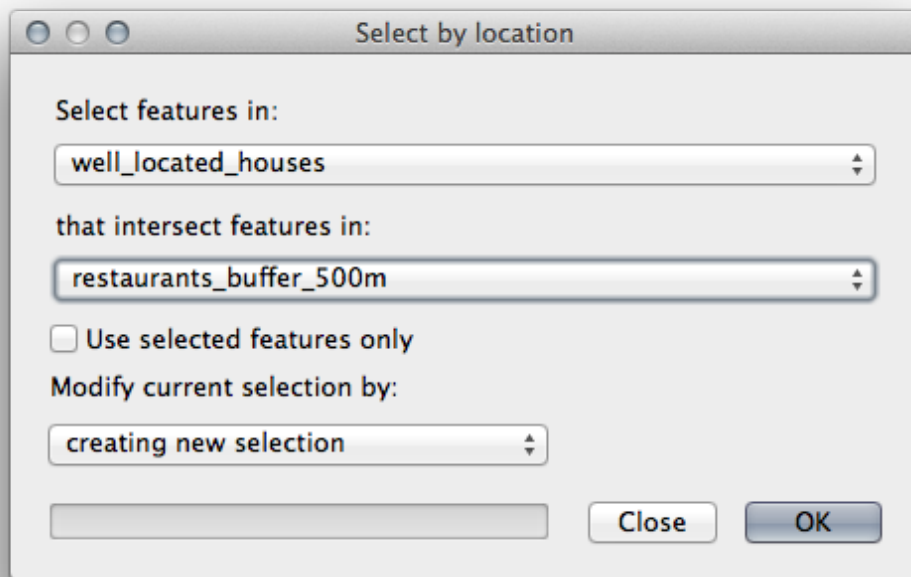 Select by location
Select features in:
well_located_houses
that intersect features in:
restaurants_buffer_500m
Use selected features only
Modify current selection by:
creating new selection
Close OK